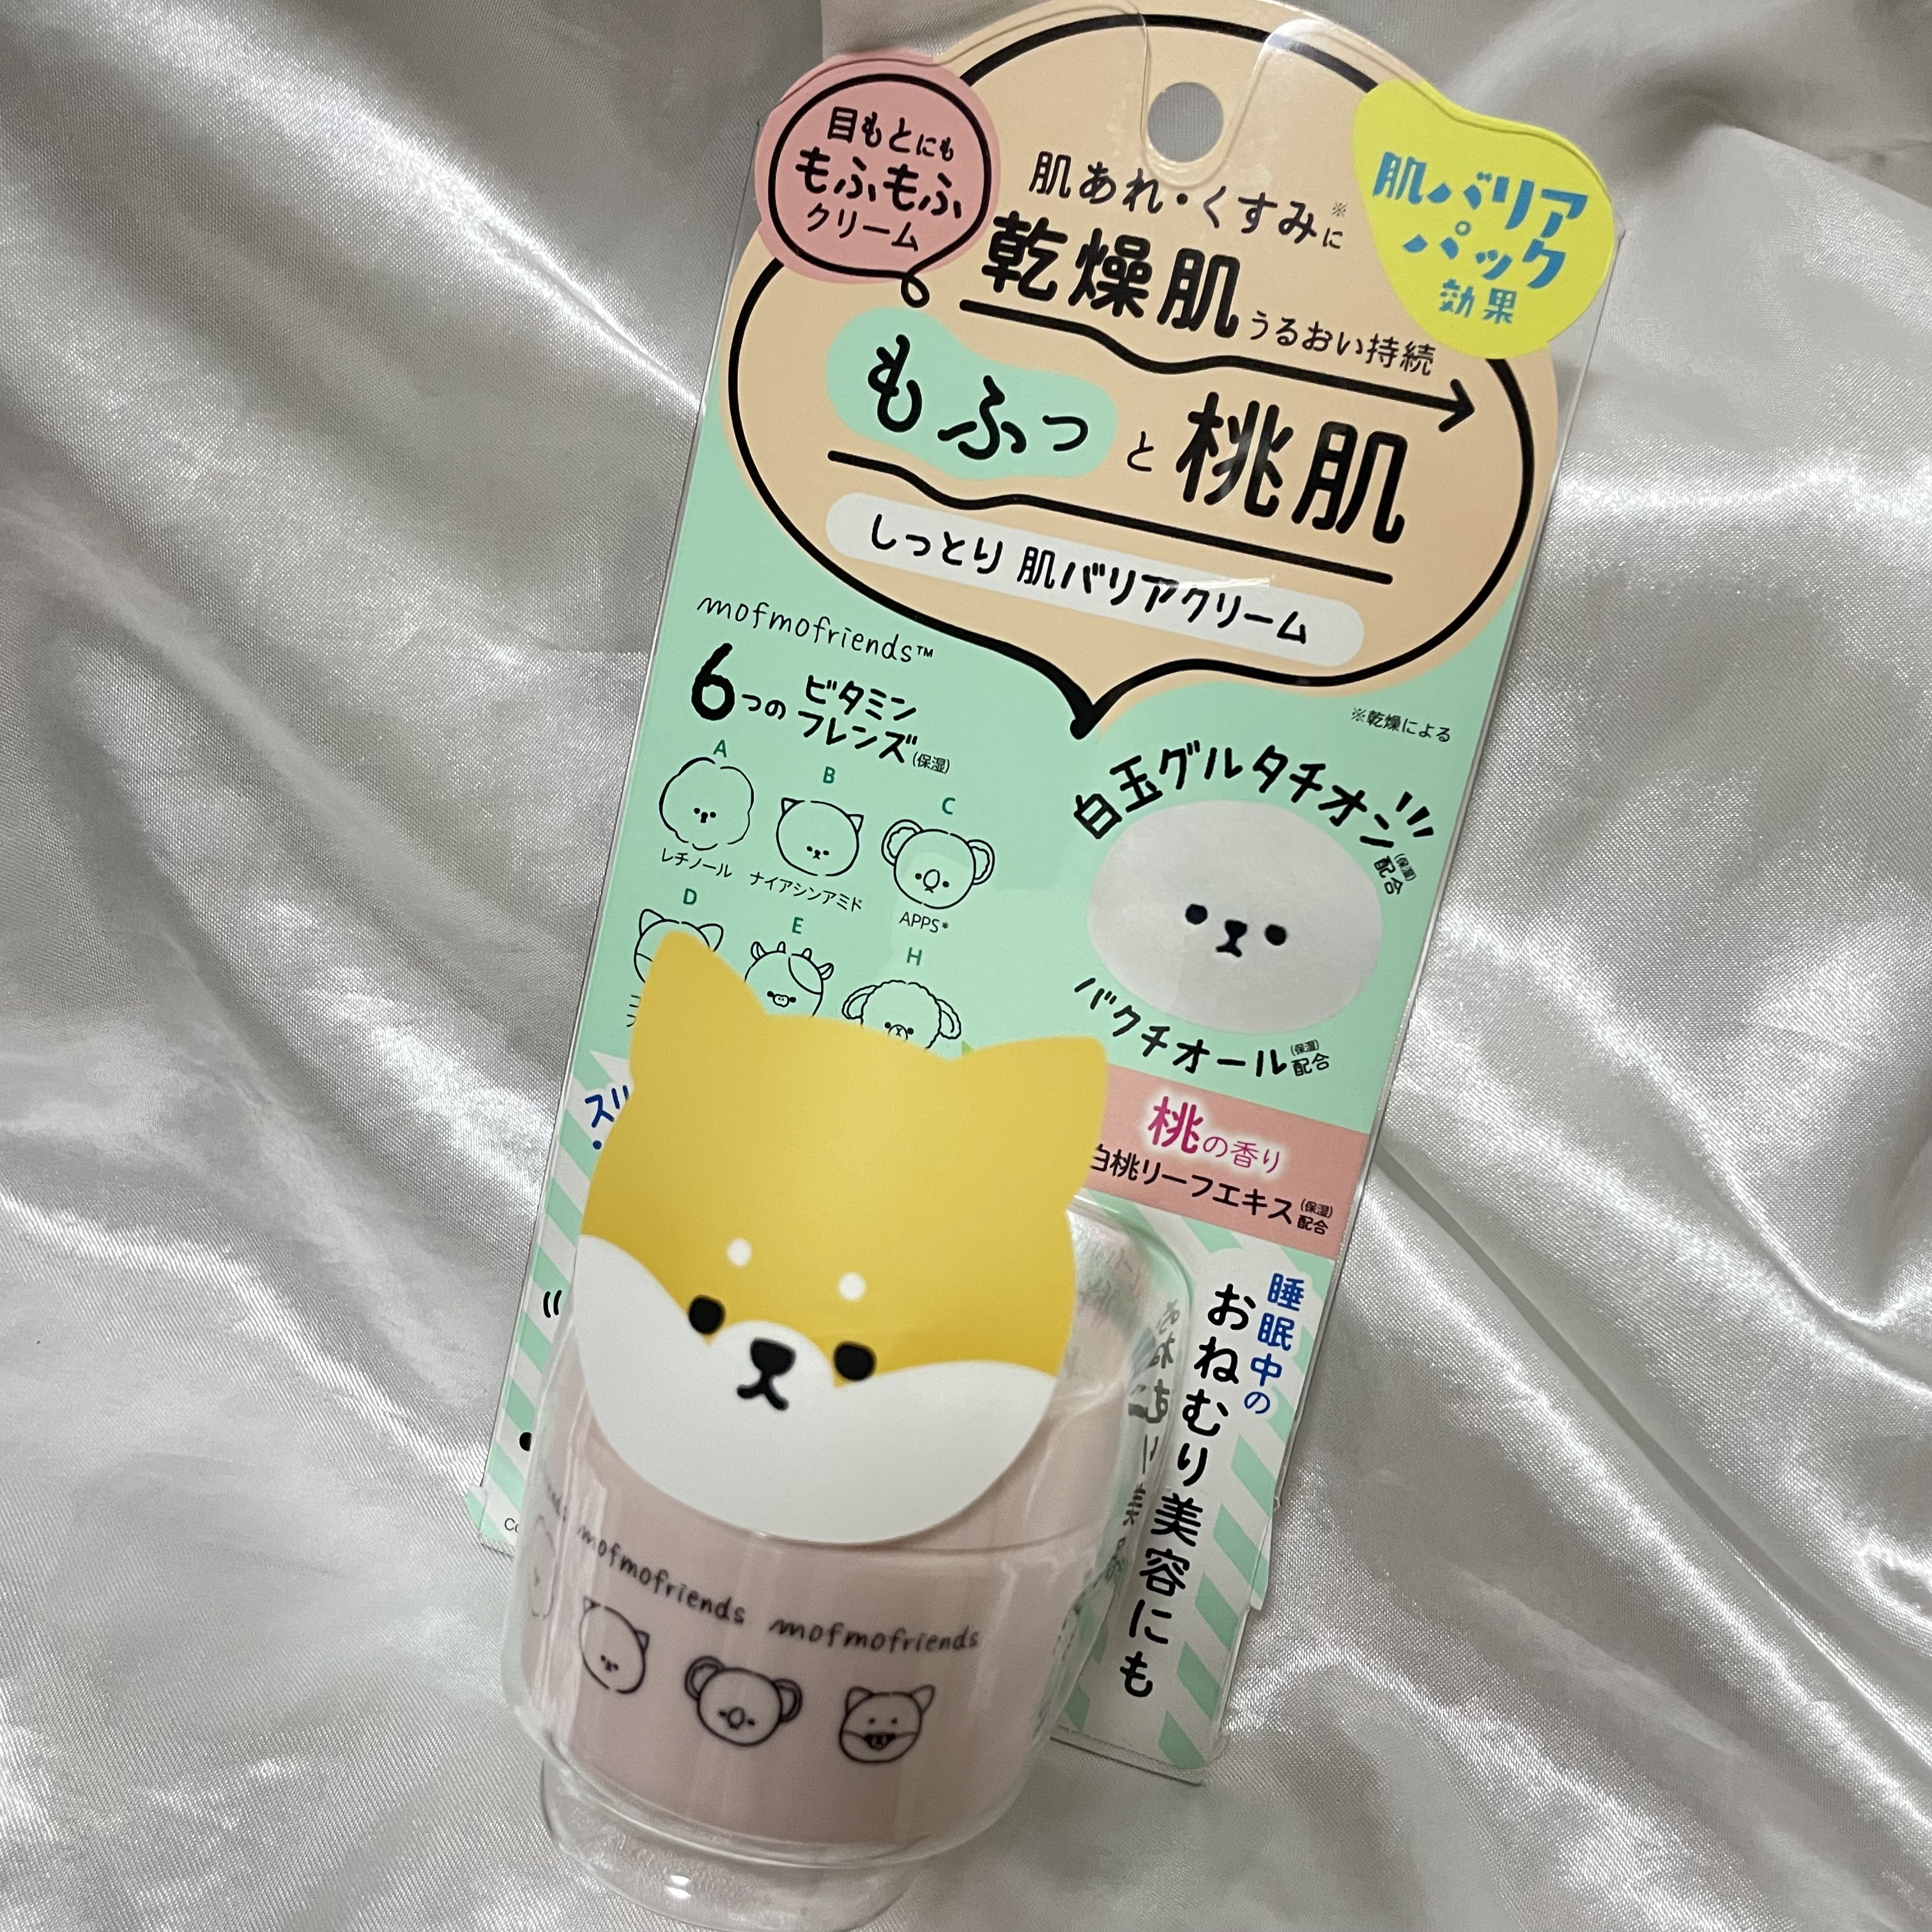 目もとにも
もふもふ
クリーム
肌バリア
パック
効果
肌あれ・くすみ※に
乾燥肌うるおい持続
もふっと桃肌
しっとり 肌バリアクリーム
※乾燥による
mofmofriends™
6つのビタミン
フレンズ(保湿)
A
B
C
レチノール
ナイアシンアミド
APPS*
D
E
H
白玉グルタチオン(保湿)配合
バクチオール(保湿)配合
桃の香り
白桃リーフエキス(保湿)配合
睡眠中の
おねむり美容にも
mofmofriends mofmofriends